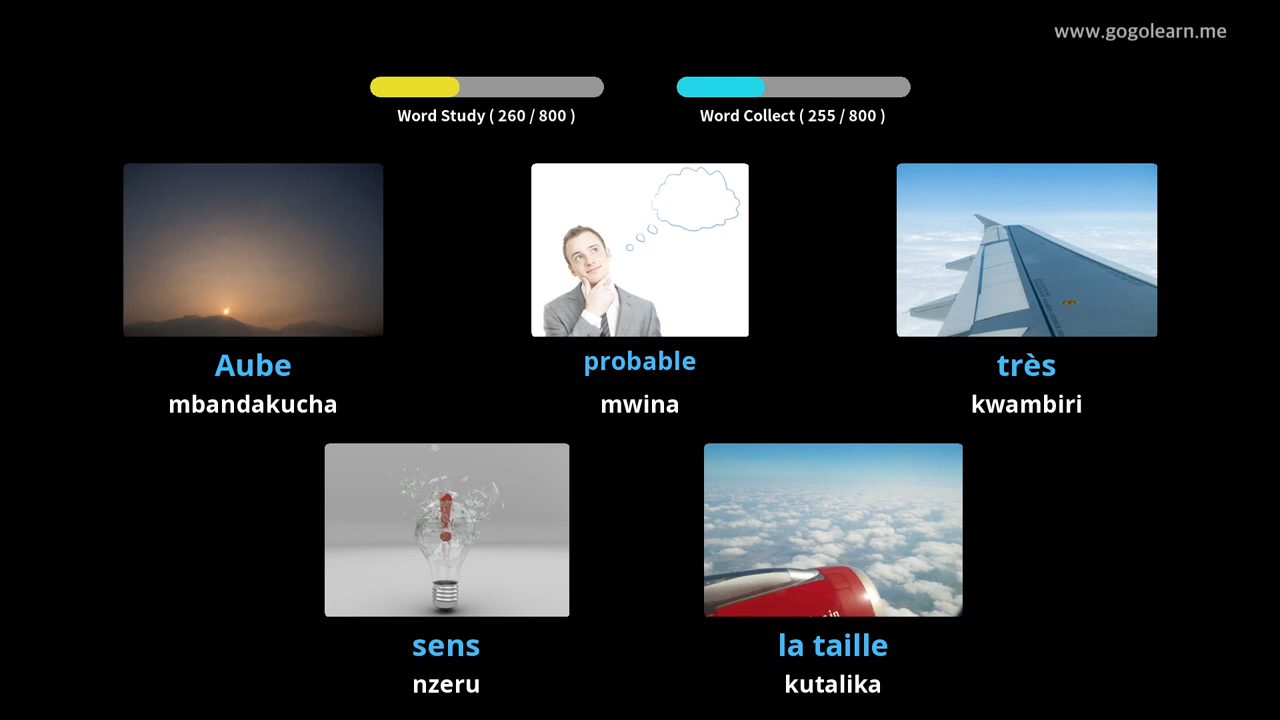 www.gogolearn.me
Word Study ( 260 / 800 )
Word Collect ( 255 / 800 )
Aube
mbandakucha
probable
mwina
très
kwambiri
sens
nzeru
la taille
kutalika